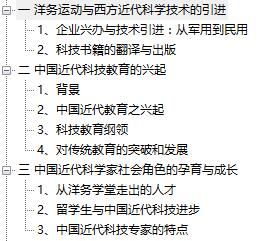 一 洋务运动与西方近代科学技术的引进
1、企业兴办与技术引进：从军用到民用
2、科技书籍的翻译与出版
二 中国近代科技教育的兴起
1、背景
2、中国近代教育之兴起
3、科技教育纲领
4、对传统教育的突破和发展
三 中国近代科学家社会角色的孕育与成长
1、从洋务学堂走出的人才
2、留学生与中国近代科技进步
3、中国近代科技专家的特点